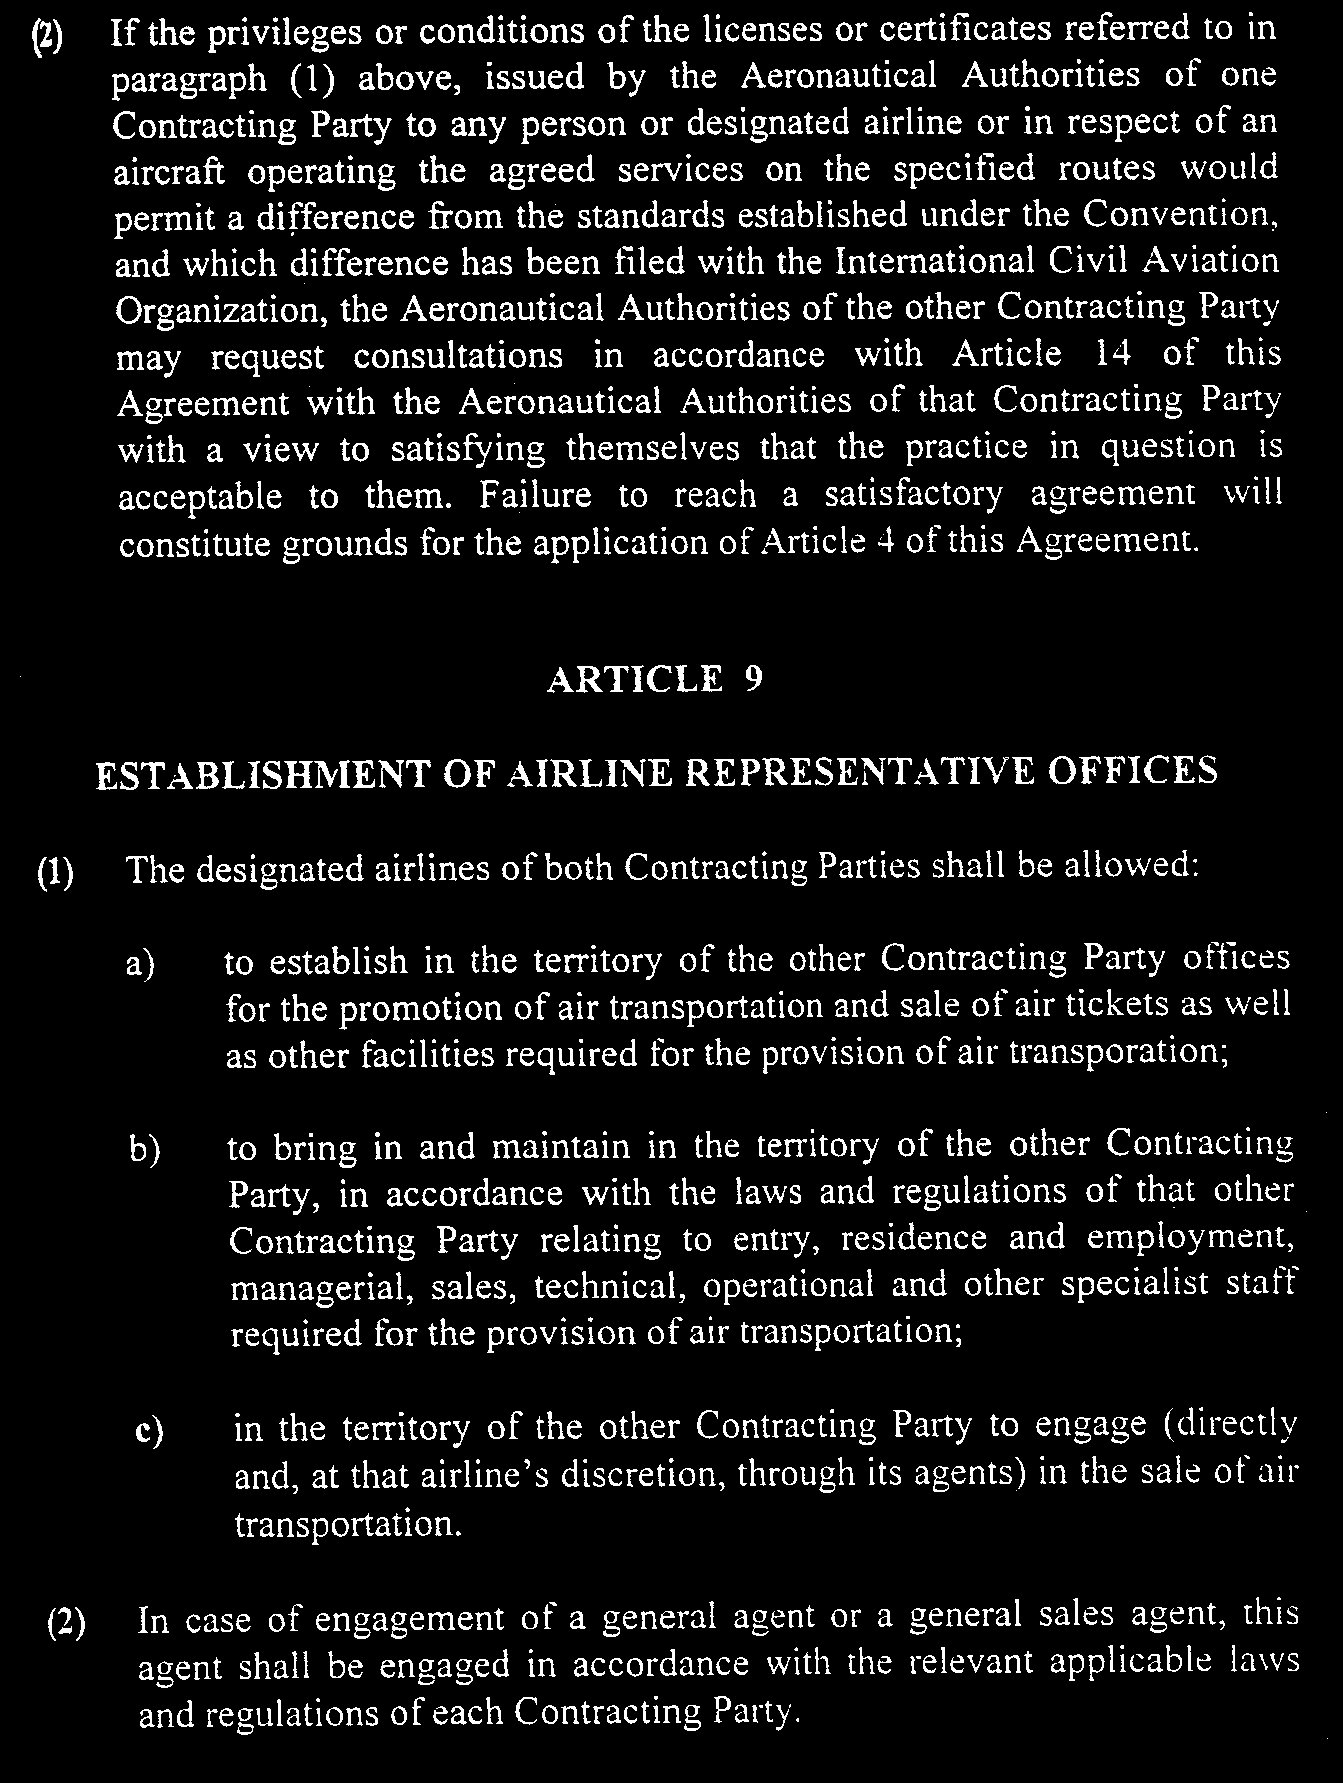 (2) If the privileges or conditions of the licenses or certificates referred to in
paragraph (1) above, issued by the Aeronautical Authorities of one
Contracting Party to any person or designated airline or in respect of an
aircraft operating the agreed services on the specified routes would
permit a difference from the standards established under the Convention,
and which difference has been filed with the International Civil Aviation
Organization, the Aeronautical Authorities of the other Contracting Party
may request consultations in accordance with Article 14 of this
Agreement with the Aeronautical Authorities of that Contracting Party
with a view to satisfying themselves that the practice in question is
acceptable to them. Failure to reach a satisfactory agreement will
constitute grounds for the application of Article 4 of this Agreement.
ARTICLE 9
ESTABLISHMENT OF AIRLINE REPRESENTATIVE OFFICES
(1) The designated airlines of both Contracting Parties shall be allowed:
a) to establish in the territory of the other Contracting Party offices
for the promotion of air transportation and sale of air tickets as well
as other facilities required for the provision of air transporation;
b) to bring in and maintain in the territory of the other Contracting
Party, in accordance with the laws and regulations of that other
Contracting Party relating to entry, residence and employment,
managerial, sales, technical, operational and other specialist staff
required for the provision of air transportation;
c) in the territory of the other Contracting Party to engage (directly
and, at that airline's discretion, through its agents) in the sale of air
transportation.
(2) In case of engagement of a general agent or a general sales agent, this
agent shall be engaged in accordance with the relevant applicable laws
and regulations of each Contracting Party.